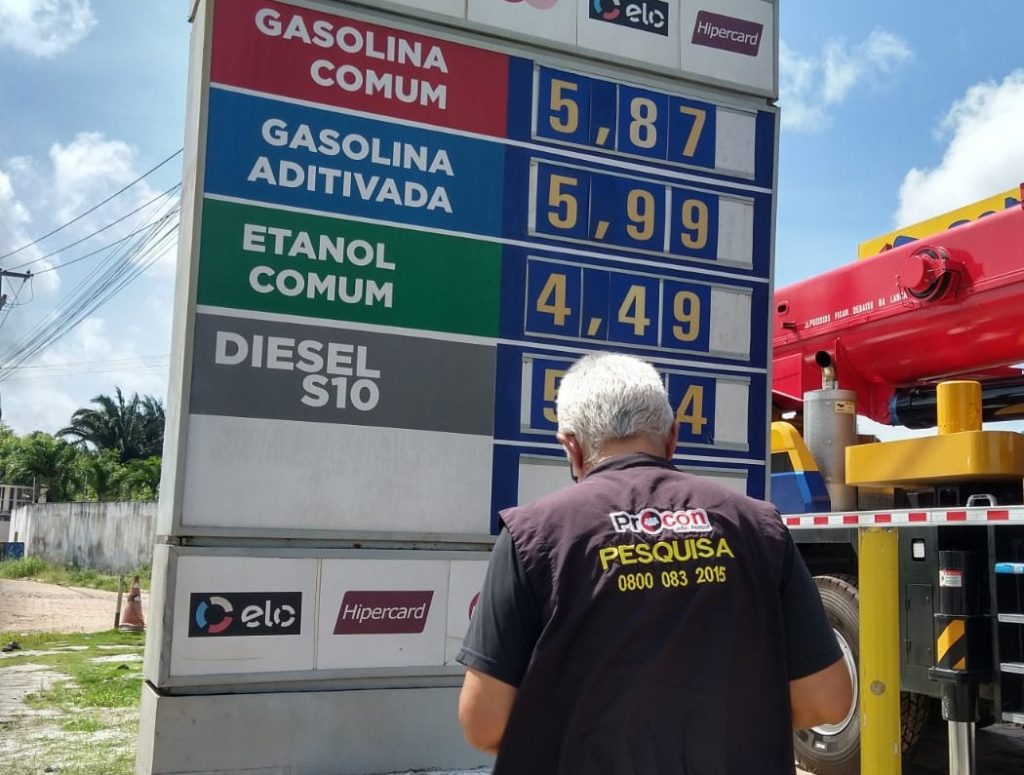 elo Hipercard
GASOLINA
COMUM
5,87
GASOLINA
ADITIVADA
5,99
ETANOL
COMUM
4,49
DIESEL
S10
4
elo Hipercard
Procon
PESQUISA
0800 083 2015